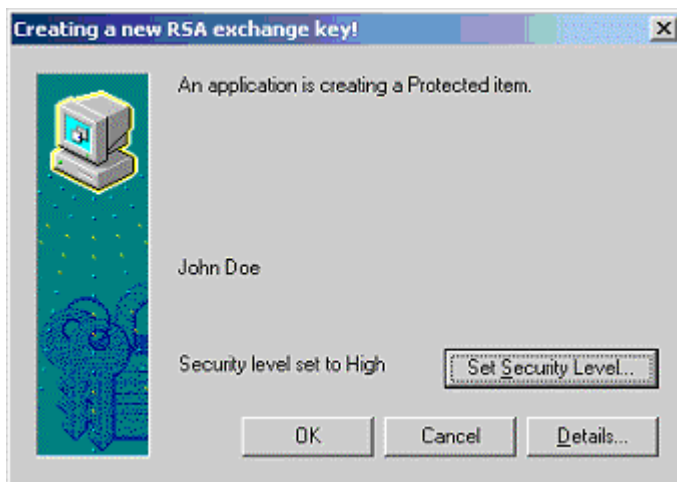 Creating a new RSA exchange key!
An application is creating a Protected item.
John Doe
Security level set to High
Set Security Level...
OK
Cancel
Details...